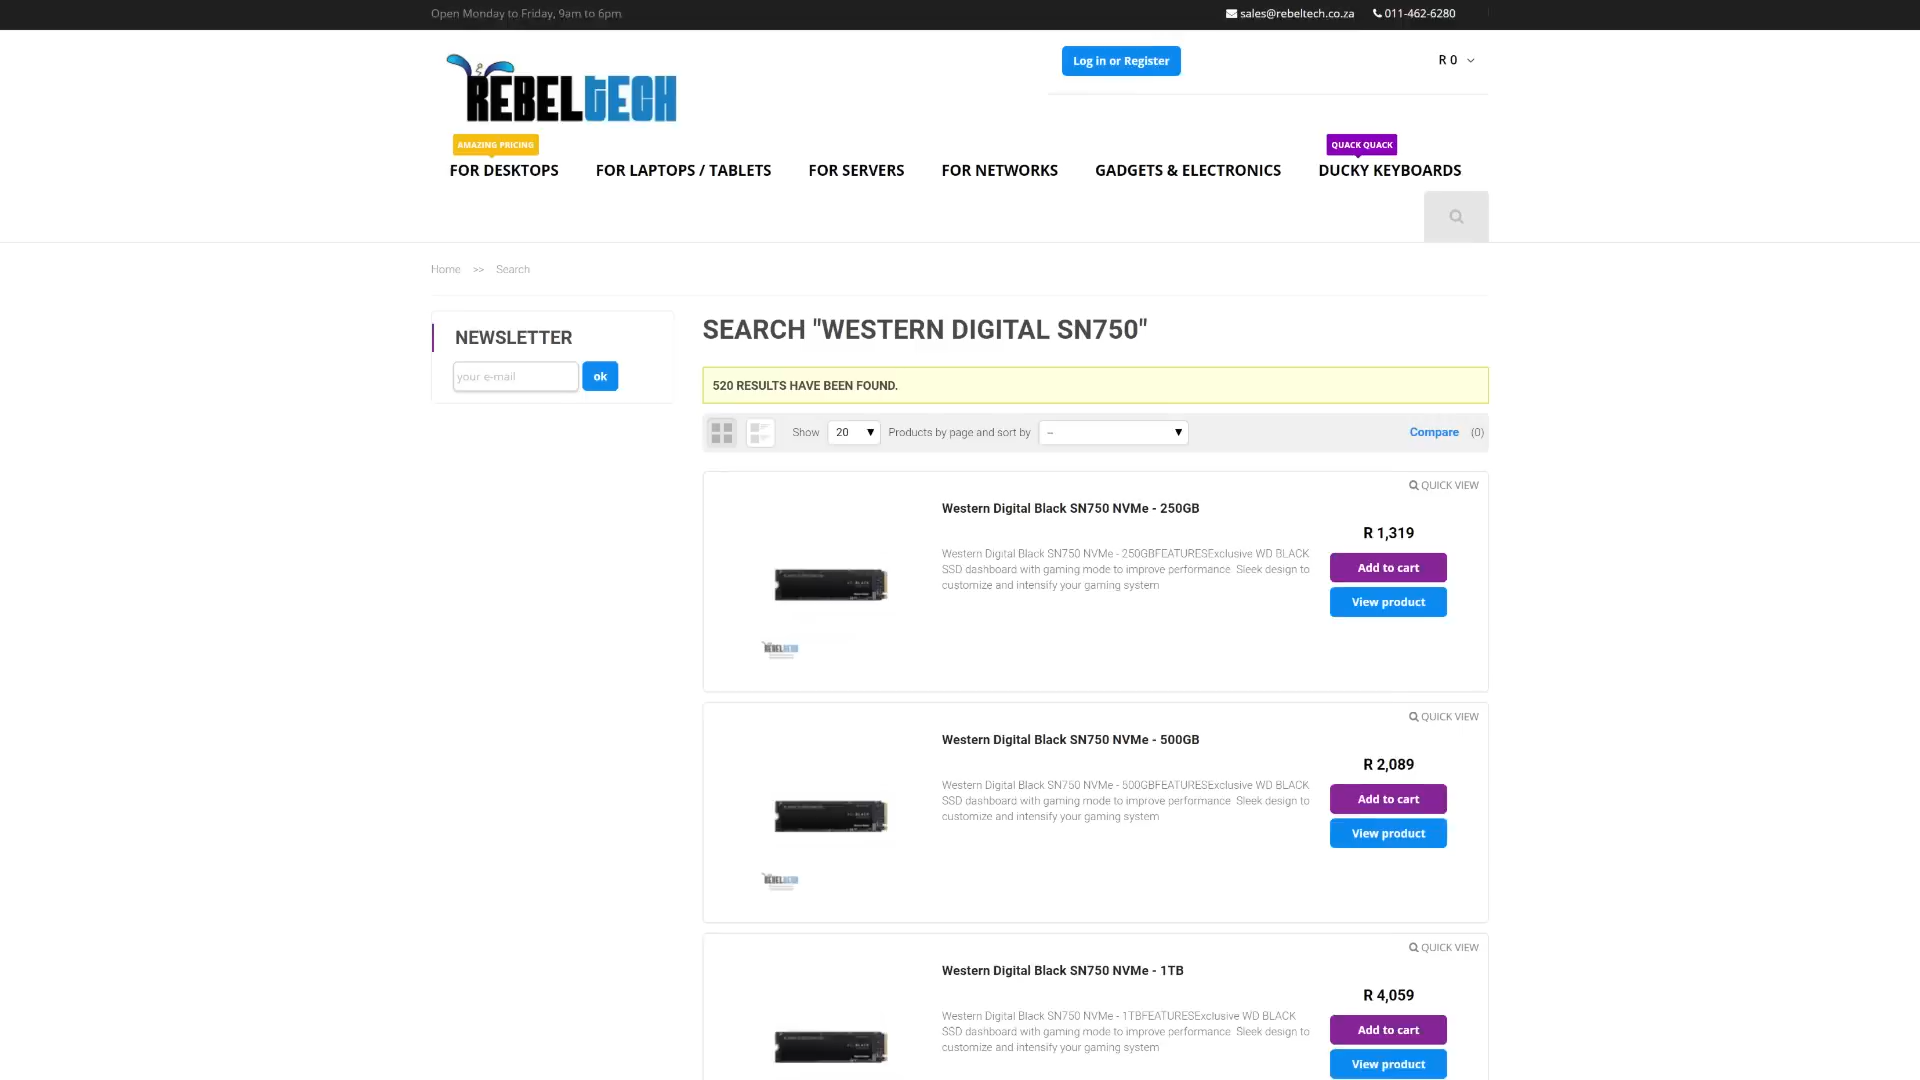 Open Monday to Friday, 9am to 6pm
sales@rebeltech.co.za
011-462-6280
REBELTECH
Log in or Register
R 0
AMAZING PRICING
QUACK QUACK
FOR DESKTOPS
FOR LAPTOPS / TABLETS
FOR SERVERS
FOR NETWORKS
GADGETS & ELECTRONICS
DUCKY KEYBOARDS
Home >> Search
NEWSLETTER
your e-mail
ok
SEARCH "WESTERN DIGITAL SN750"
520 RESULTS HAVE BEEN FOUND.
Show 20 Products by page and sort by --
Compare (0)
QUICK VIEW
Western Digital Black SN750 NVMe - 250GB
R 1,319
Western Digital Black SN750 NVMe - 250GBFEATURESExclusive WD BLACK
SSD dashboard with gaming mode to improve performance Sleek design to
customize and intensify your gaming system
Add to cart
View product
REBELTECH
QUICK VIEW
Western Digital Black SN750 NVMe - 500GB
R 2,089
Western Digital Black SN750 NVMe - 500GBFEATURESExclusive WD BLACK
SSD dashboard with gaming mode to improve performance Sleek design to
customize and intensify your gaming system
Add to cart
View product
REBELTECH
QUICK VIEW
Western Digital Black SN750 NVMe - 1TB
R 4,059
Western Digital Black SN750 NVMe - 1TBFEATURESExclusive WD BLACK
SSD dashboard with gaming mode to improve performance Sleek design to
customize and intensify your gaming system
Add to cart
View product